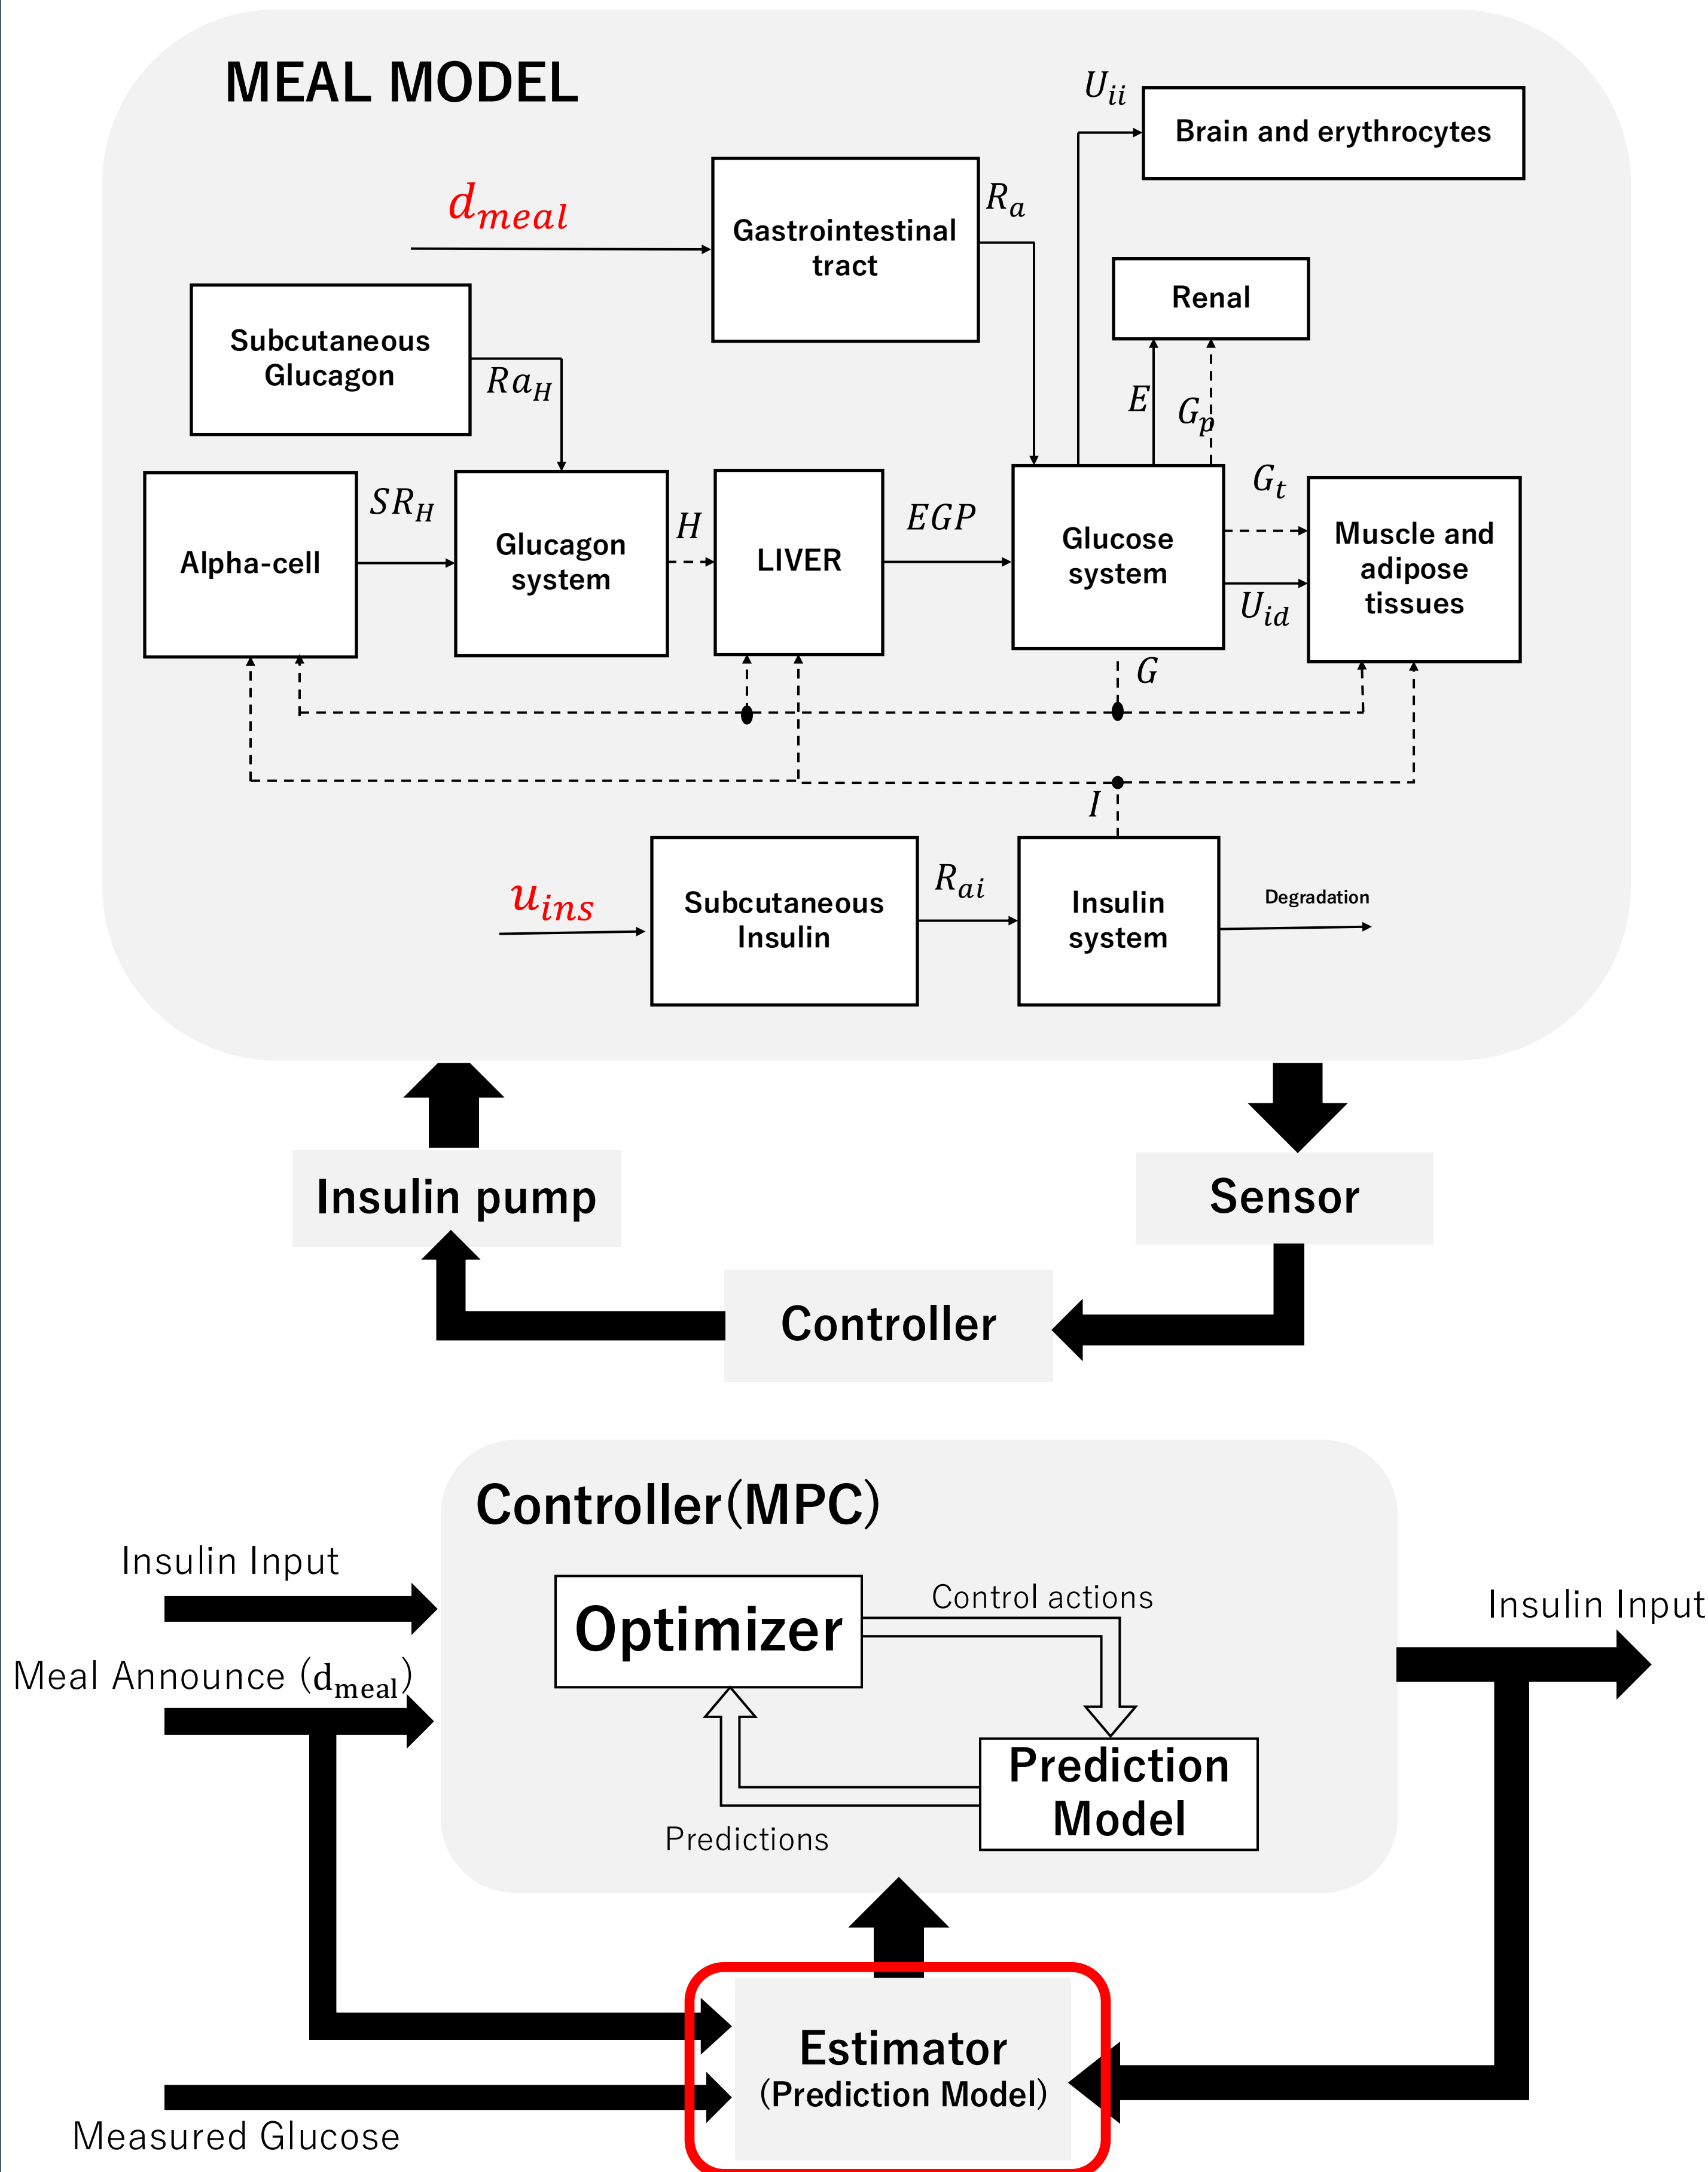 MEAL MODEL
U_ii
Brain and erythrocytes
d_meal
Gastrointestinal
tract
R_a
Renal
Subcutaneous
Glucagon
Ra_H
E
G_p
Alpha-cell
SR_H
Glucagon
system
H
LIVER
EGP
Glucose
system
G_t
U_id
Muscle and
adipose
tissues
G
I
u_ins
Subcutaneous
Insulin
R_ai
Insulin
system
Degradation
Insulin pump
Sensor
Controller
Controller(MPC)
Insulin Input
Meal Announce (d_meal)
Optimizer
Control actions
Prediction
Model
Predictions
Insulin Input
Estimator
(Prediction Model)
Measured Glucose